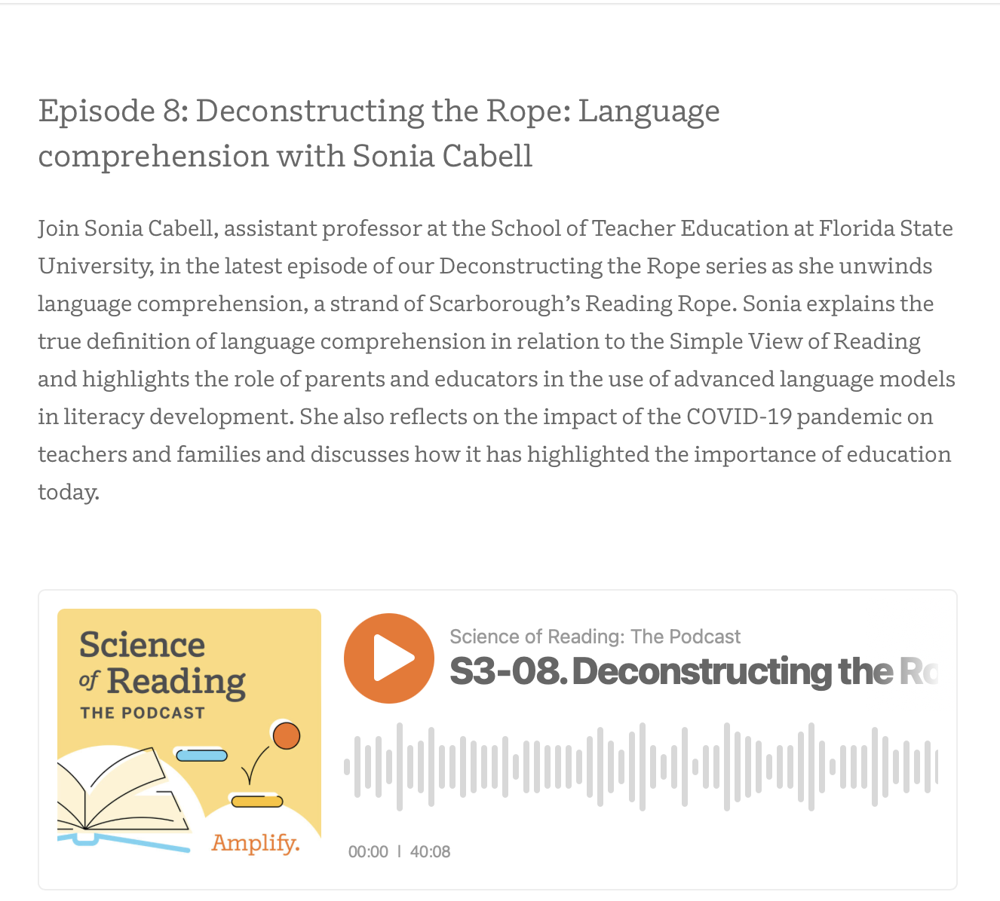 Episode 8: Deconstructing the Rope: Language
comprehension with Sonia Cabell
Join Sonia Cabell, assistant professor at the School of Teacher Education at Florida State
University, in the latest episode of our Deconstructing the Rope series as she unwinds
language comprehension, a strand of Scarborough’s Reading Rope. Sonia explains the
true definition of language comprehension in relation to the Simple View of Reading
and highlights the role of parents and educators in the use of advanced language models
in literacy development. She also reflects on the impact of the COVID-19 pandemic on
teachers and families and discusses how it has highlighted the importance of education
today.
Science
of Reading
THE PODCAST
Amplify.
Science of Reading: The Podcast
S3-08. Deconstructing the
00:00 | 40:08